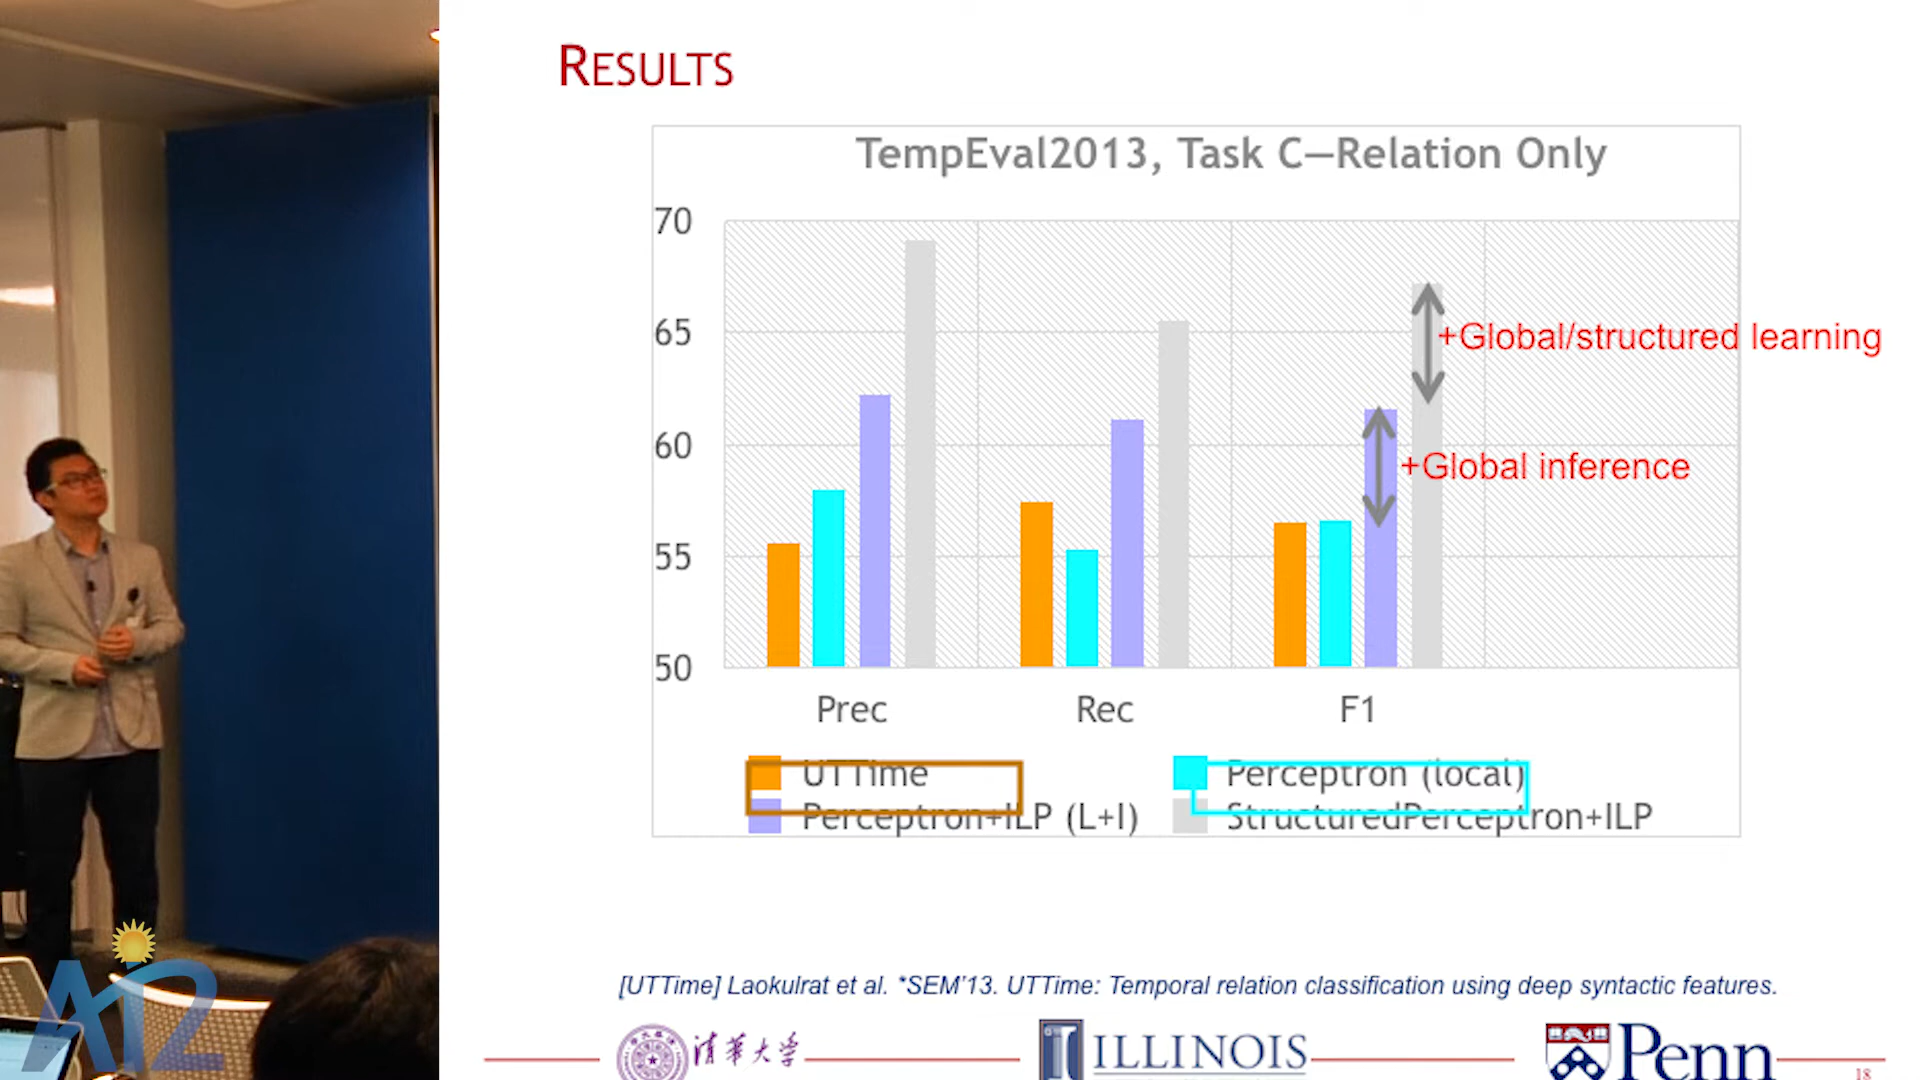 RESULTS
TempEval2013, Task C—Relation Only
70
65
60
55
50
+Global/structured learning
+Global inference
Prec Rec F1
UTTime Perceptron (local)
Perceptron+ILP (L+I) StructuredPerceptron+ILP
[UTTime] Laokulrat et al. *SEM'13. UTTime: Temporal relation classification using deep syntactic features.
清华大学 ILLINOIS Penn
18
AI2